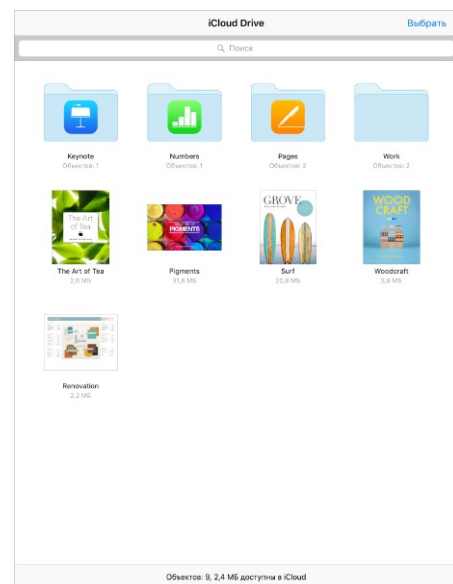 iCloud Drive
Выбрать
Поиск
Keynote
Объектов: 1
Numbers
Объектов: 1
Pages
Объектов: 2
Work
Объектов: 2
The Art
of Tea
The Art of Tea
2,6 МБ
PIGMENTS
Pigments
31,8 МБ
GROVE
Surf
20,8 МБ
WOOD
CRAFT
Woodcraft
3,8 МБ
Renovation
2,2 МБ
Объектов: 9, 2,4 МБ доступны в iCloud